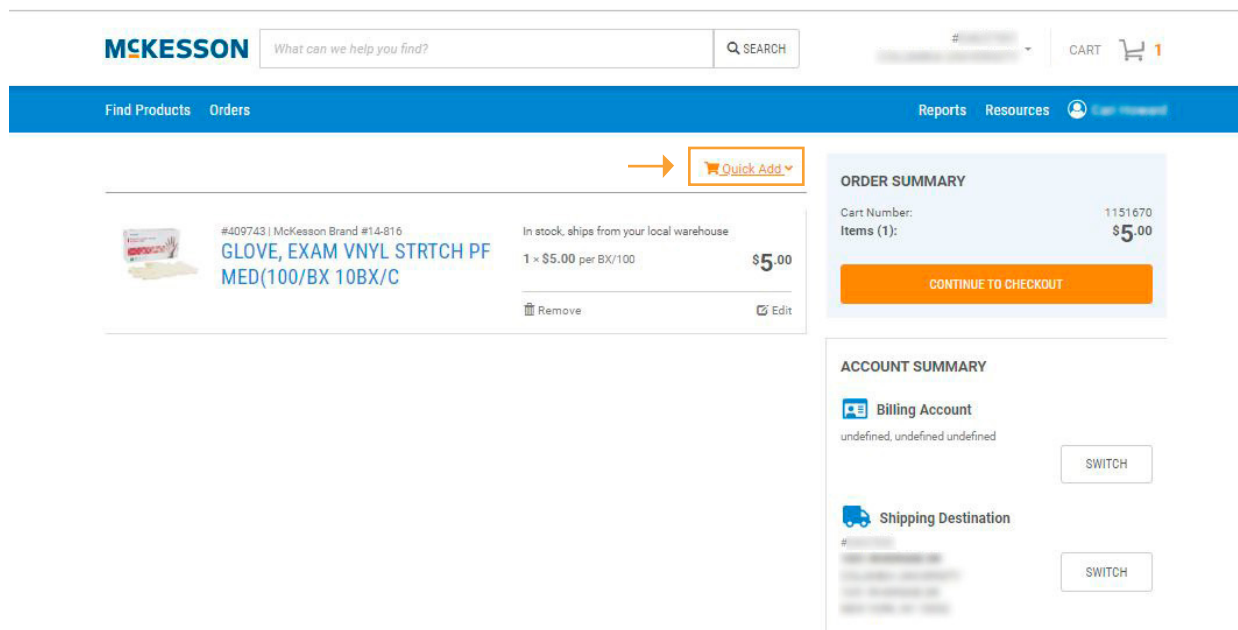 MCKESSON
What can we help you find?
SEARCH
#
CART 1
Find Products Orders
Reports Resources
Quick Add
#409743 | McKesson Brand #14-816
GLOVE, EXAM VNYL STRTCH PF
MED(100/BX 10BX/C
In stock, ships from your local warehouse
1 × $5.00 per BX/100
$5.00
Remove
Edit
ORDER SUMMARY
Cart Number: 1151670
Items (1): $5.00
CONTINUE TO CHECKOUT
ACCOUNT SUMMARY
Billing Account
undefined, undefined undefined
SWITCH
Shipping Destination
#
SWITCH